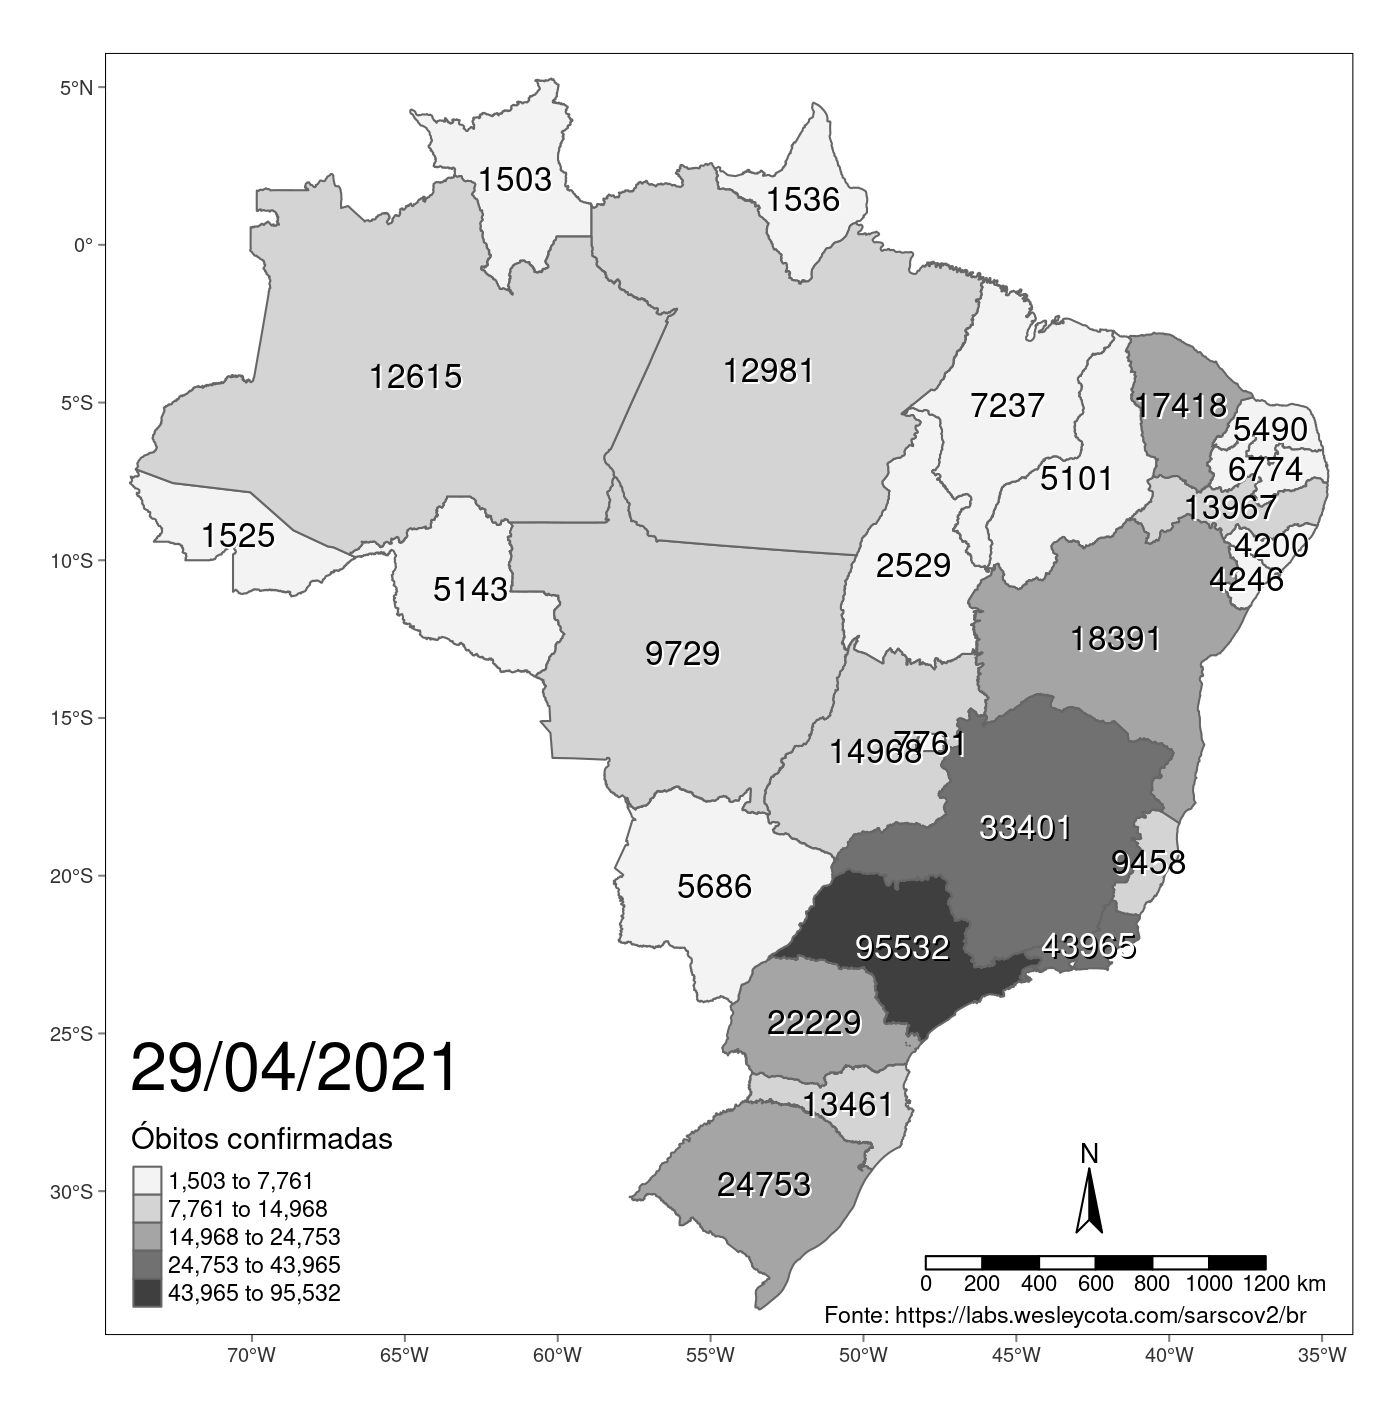 5°N
0°
5°S
10°S
15°S
20°S
25°S
30°S
1503
1536
12615
12981
7237
17418
5490
6774
5101
13967
1525
4200
2529
4246
5143
18391
9729
7761
14968
33401
9458
5686
95532
43965
22229
13461
24753
29/04/2021
Óbitos confirmadas
1,503 to 7,761
7,761 to 14,968
14,968 to 24,753
24,753 to 43,965
43,965 to 95,532
N
0 200 400 600 800 1000 1200 km
Fonte: https://labs.wesleycota.com/sarscov2/br
70°W 65°W 60°W 55°W 50°W 45°W 40°W 35°W